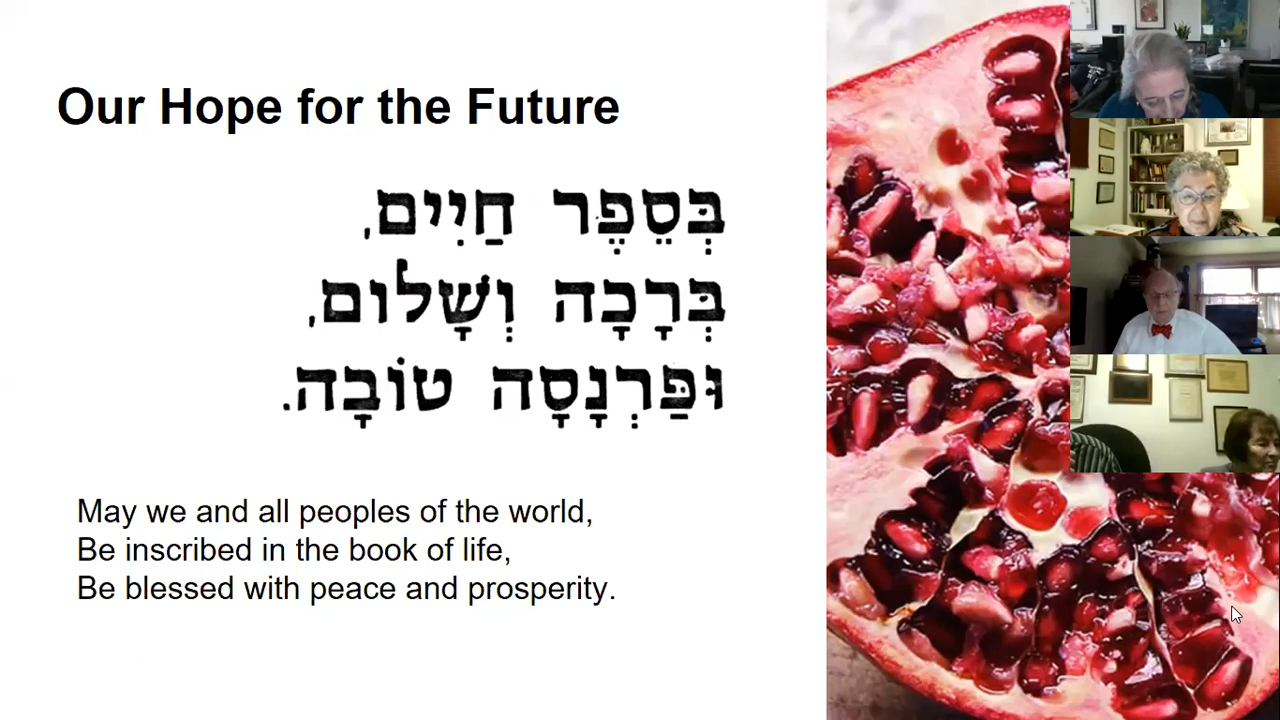 Our Hope for the Future
בְּסֵפֶר חַיִּים,
בְּרָכָה וְשָׁלוֹם,
וּפַּרְנָסָה טוֹבָה.
May we and all peoples of the world,
Be inscribed in the book of life,
Be blessed with peace and prosperity.